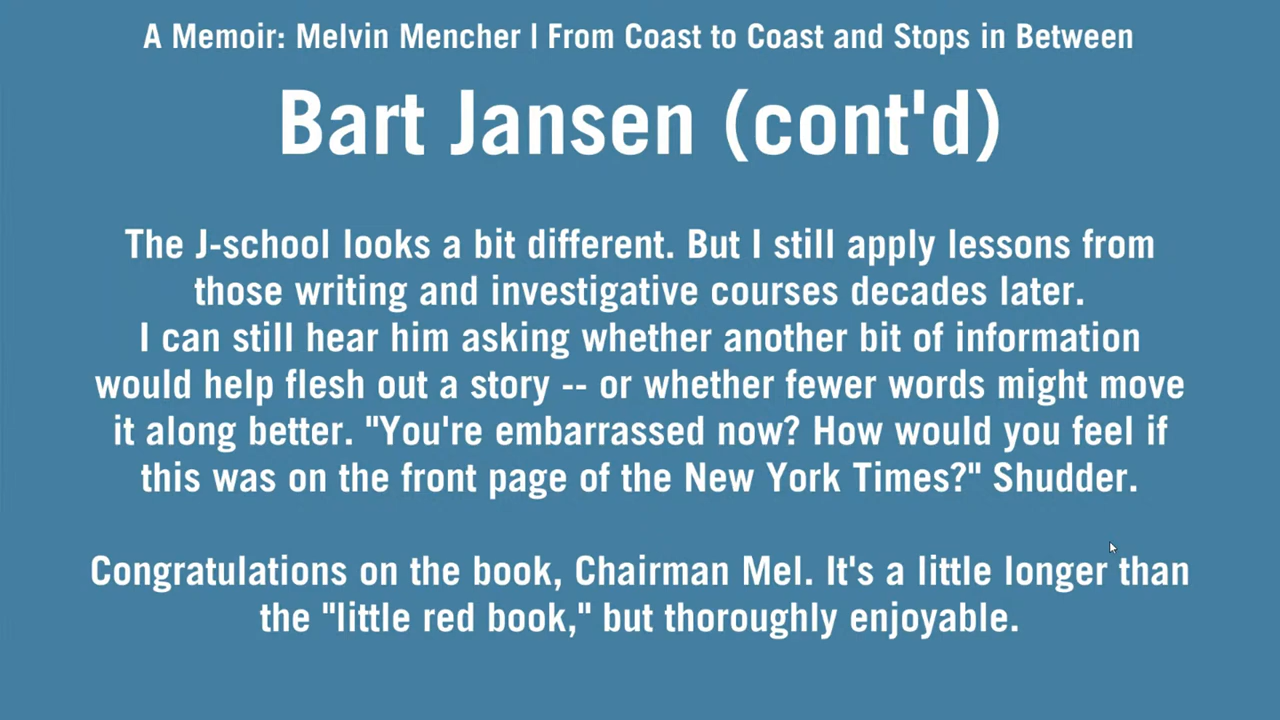 A Memoir: Melvin Mencher | From Coast to Coast and Stops in Between
Bart Jansen (cont'd)
The J-school looks a bit different. But I still apply lessons from
those writing and investigative courses decades later.
I can still hear him asking whether another bit of information
would help flesh out a story -- or whether fewer words might move
it along better. "You're embarrassed now? How would you feel if
this was on the front page of the New York Times?" Shudder.
Congratulations on the book, Chairman Mel. It's a little longer than
the "little red book," but thoroughly enjoyable.